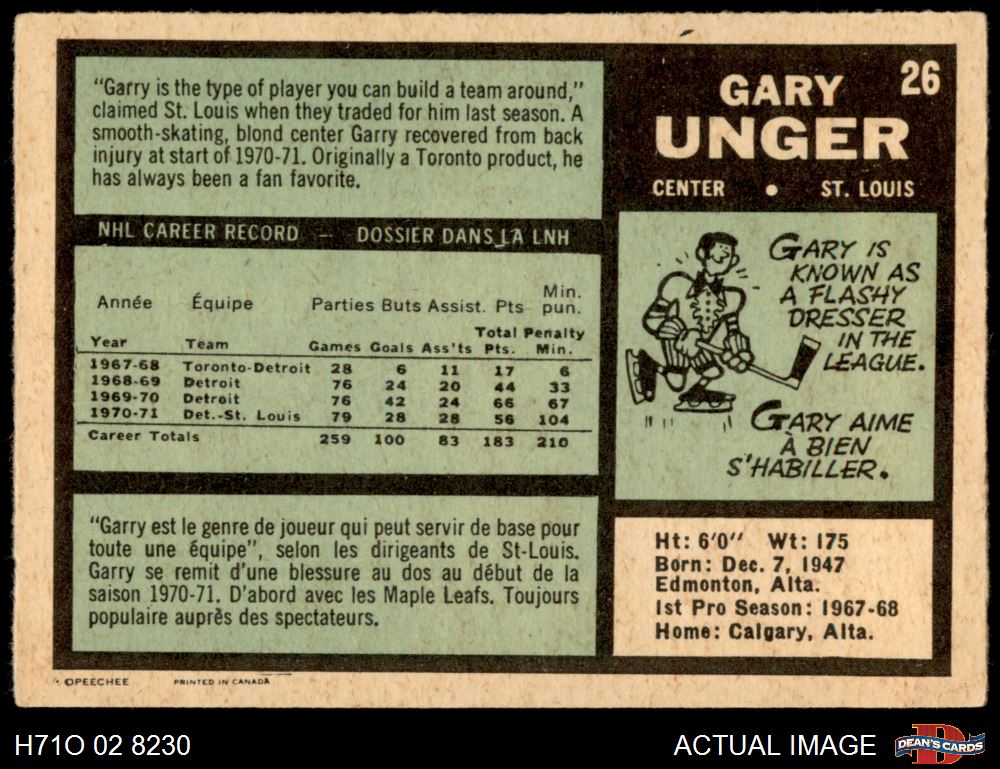 "Garry is the type of player you can build a team around,"
claimed St. Louis when they traded for him last season. A
smooth-skating, blond center Garry recovered from back
injury at start of 1970-71. Originally a Toronto product, he
has always been a fan favorite.
GARY 26
UNGER
CENTER • ST. LOUIS
NHL CAREER RECORD — DOSSIER DANS LA LNH
Année Équipe Parties Buts Assist. Pts Min. pun.
Year Team Games Goals Ass'ts Total Pts. Penalty Min.
1967-68 Toronto-Detroit 28 6 11 17 6
1968-69 Detroit 76 24 20 44 33
1969-70 Detroit 76 42 24 66 67
1970-71 Det.-St. Louis 79 28 28 56 104
Career Totals 259 100 83 183 210
GARY IS
KNOWN AS
A FLASHY
DRESSER
IN THE
LEAGUE.
GARY AIME
À BIEN
S'HABILLER.
"Garry est le genre de joueur qui peut servir de base pour
toute une équipe", selon les dirigeants de St-Louis.
Garry se remit d'une blessure au dos au début de la
saison 1970-71. D'abord avec les Maple Leafs. Toujours
populaire auprès des spectateurs.
Ht: 6'0" Wt: 175
Born: Dec. 7, 1947
Edmonton, Alta.
1st Pro Season: 1967-68
Home: Calgary, Alta.
OPEECHEE PRINTED IN CANADA
H71O 02 8230
ACTUAL IMAGE
DEAN'S CARDS